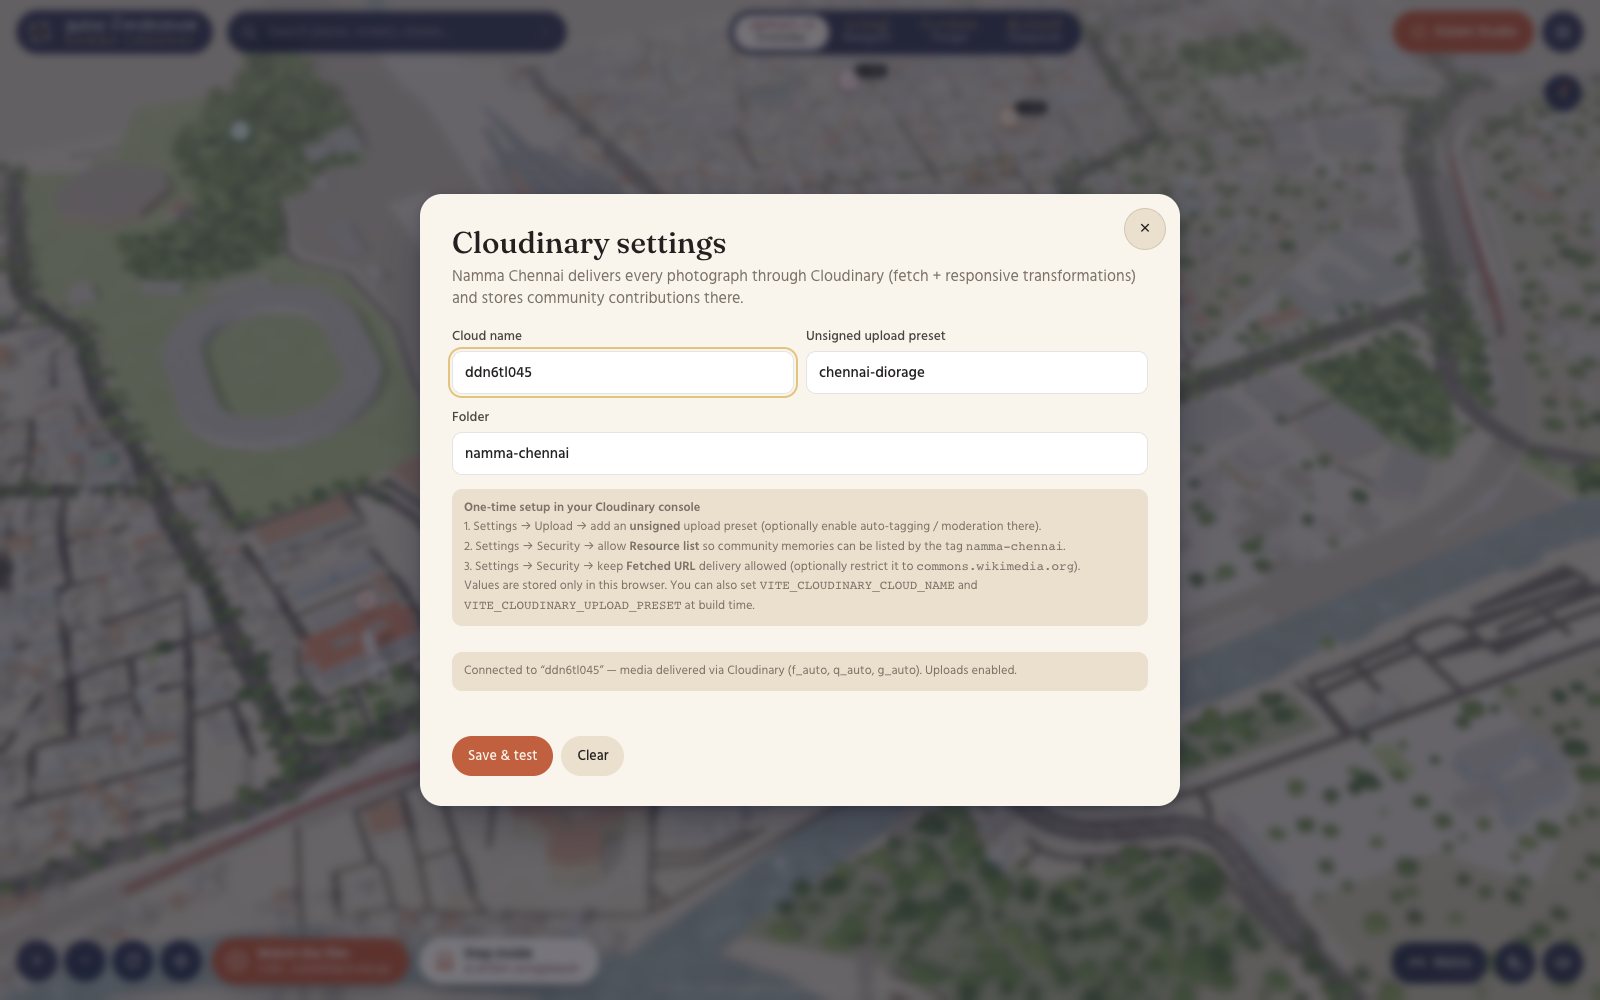 Cloudinary settings
Namma Chennai delivers every photograph through Cloudinary (fetch + responsive transformations)
and stores community contributions there.
Cloud name
Unsigned upload preset
ddn6tl045
chennai-diorage
Folder
namma-chennai
One-time setup in your Cloudinary console
1. Settings → Upload → add an unsigned upload preset (optionally enable auto-tagging / moderation there).
2. Settings → Security → allow Resource list so community memories can be listed by the tag namma-chennai.
3. Settings → Security → keep Fetched URL delivery allowed (optionally restrict it to commons.wikimedia.org).
Values are stored only in this browser. You can also set VITE_CLOUDINARY_CLOUD_NAME and
VITE_CLOUDINARY_UPLOAD_PRESET at build time.
Connected to “ddn6tl045” — media delivered via Cloudinary (f_auto, q_auto, g_auto). Uploads enabled.
Save & test
Clear